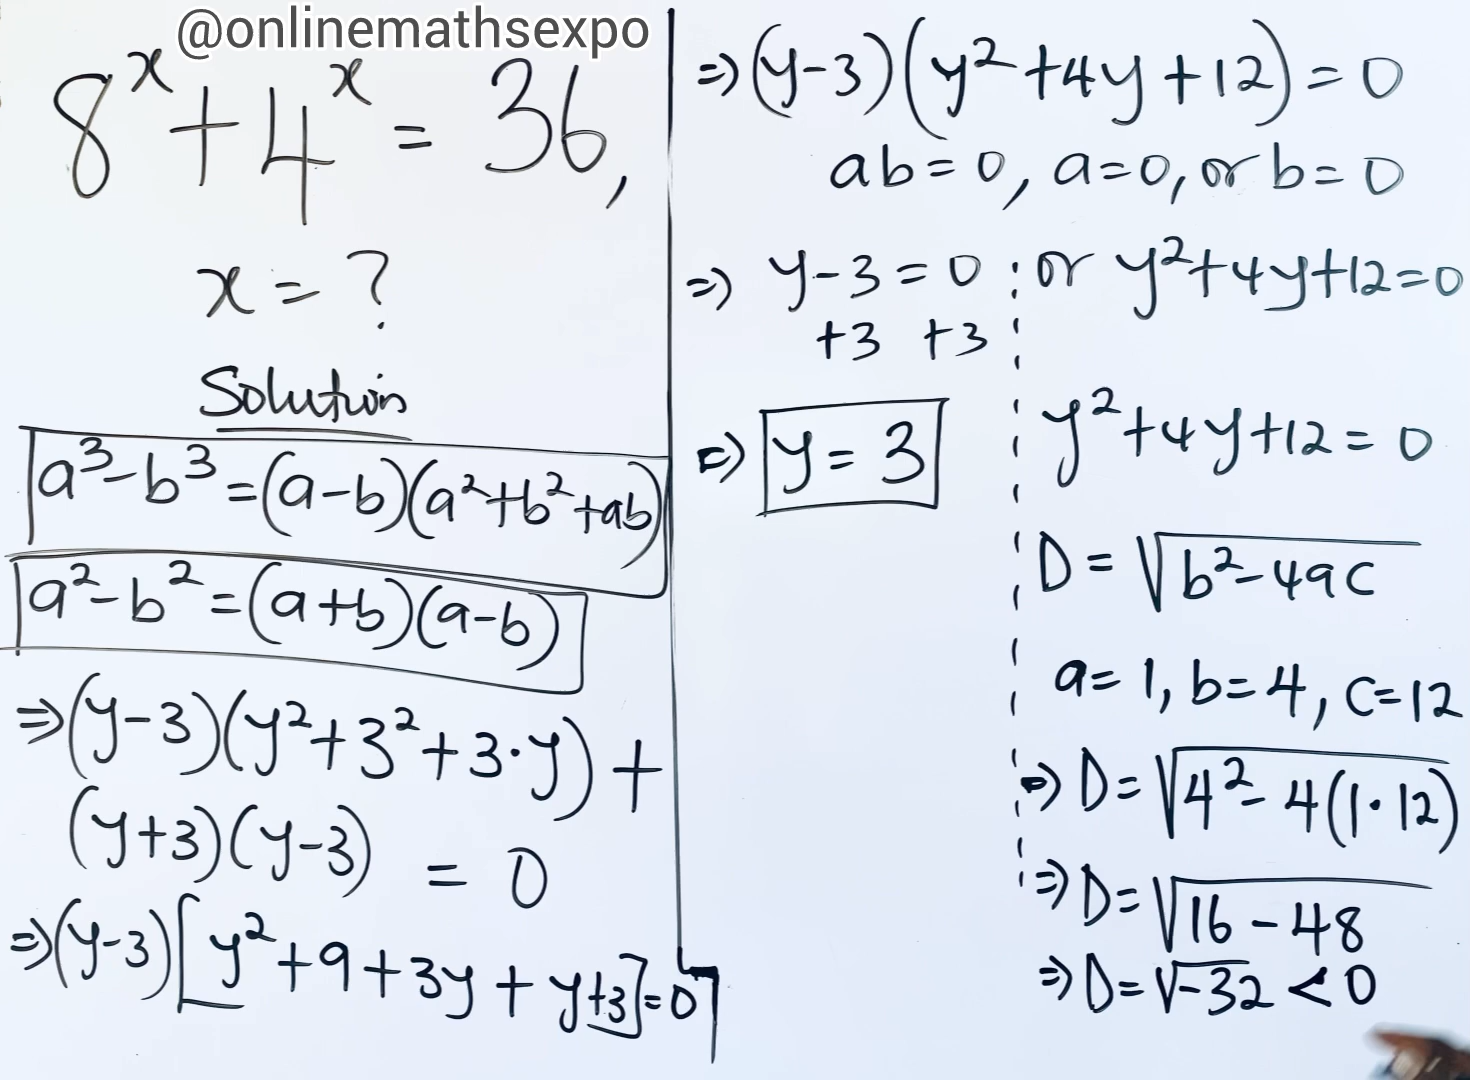 @onlinemathsexpo
8^x + 4^x = 36,
x = ?
Solution
a³ - b³ = (a-b)(a²+b²+ab)
a² - b² = (a+b)(a-b)
⇒ (y-3)(y²+3²+3·y) +
(y+3)(y-3) = 0
⇒ (y-3)[y²+9+3y+y+3] = 0
⇒ (y-3)(y²+4y+12) = 0
ab = 0, a=0, or b=0
⇒ y-3 = 0 or y²+4y+12=0
+3 +3
⇒ y = 3
y²+4y+12 = 0
D = √b²-4ac
a=1, b=4, c=12
⇒ D = √4²-4(1·12)
⇒ D = √16-48
⇒ D = √-32 < 0